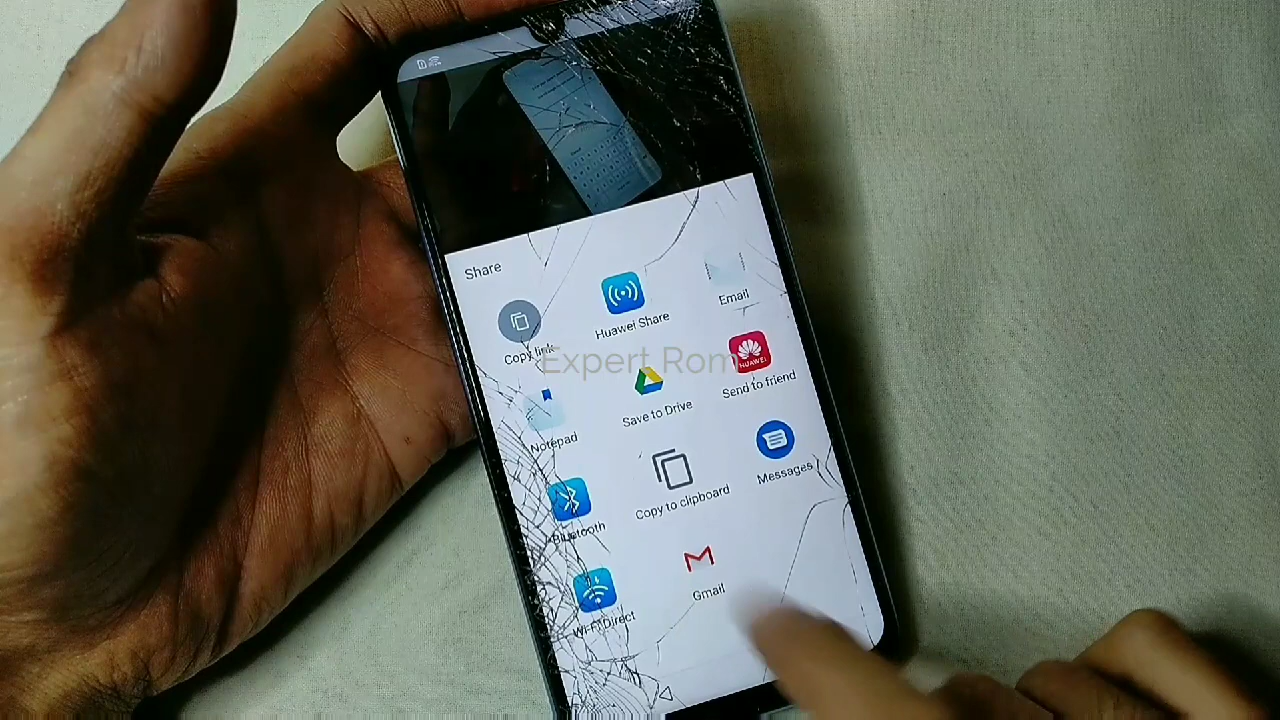 Share
Copy link
Huawei Share
Email
Notepad
Save to Drive
HUAWEI
Send to friend
Bluetooth
Copy to clipboard
Messages
Wi-Fi Direct
Gmail
Expert Rom